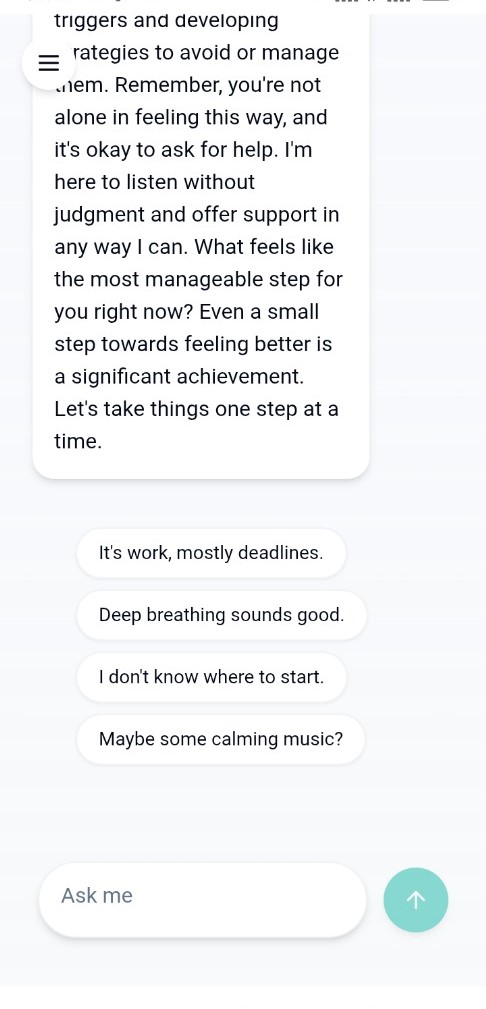 triggers and developing
rategies to avoid or manage
them. Remember, you're not
alone in feeling this way, and
it's okay to ask for help. I'm
here to listen without
judgment and offer support in
any way I can. What feels like
the most manageable step for
you right now? Even a small
step towards feeling better is
a significant achievement.
Let's take things one step at a
time.
It's work, mostly deadlines.
Deep breathing sounds good.
I don't know where to start.
Maybe some calming music?
Ask me